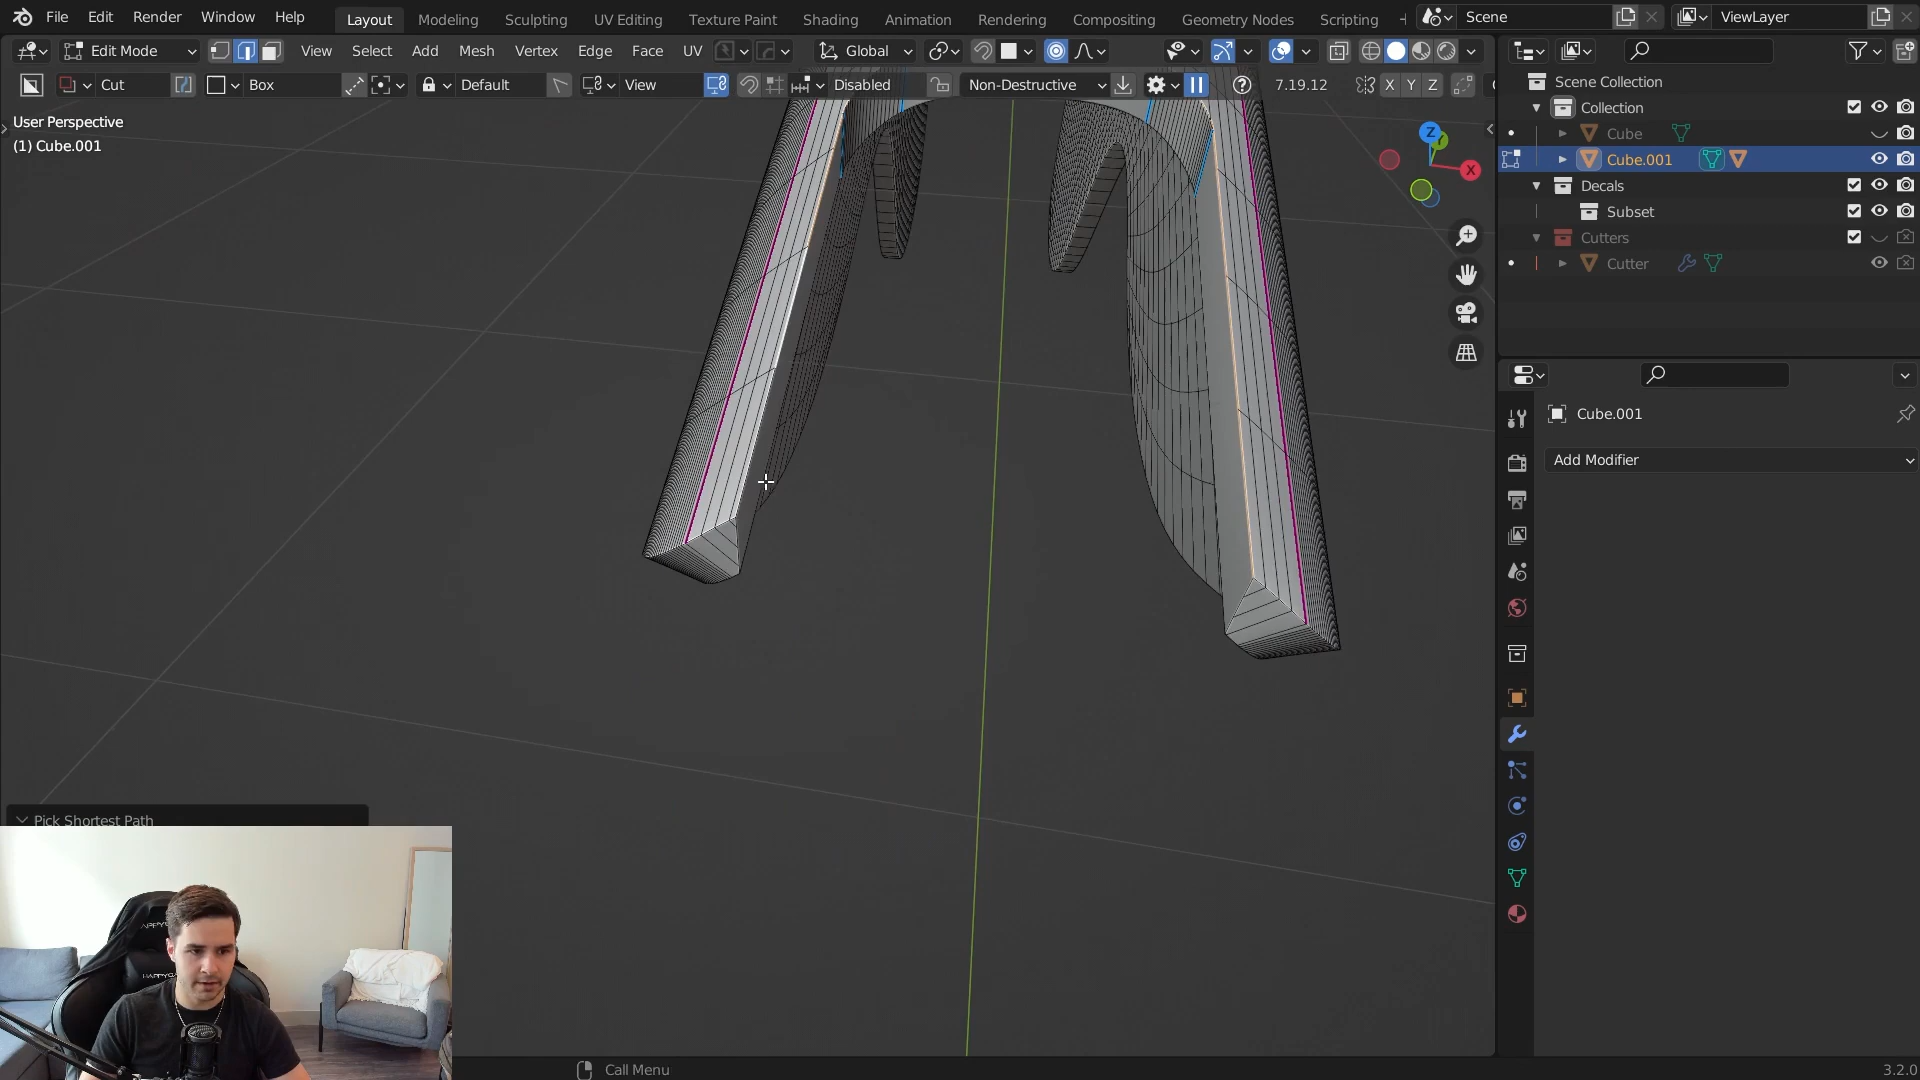 File Edit Render Window Help Layout Modeling Sculpting UV Editing Texture Paint Shading Animation Rendering Compositing Geometry Nodes Scripting Scene ViewLayer
Edit Mode View Select Add Mesh Vertex Edge Face UV Global
Cut Box Default View Disabled Non-Destructive 7.19.12 X Y Z
User Perspective
(1) Cube.001
Z
X
Scene Collection
Collection
Cube
Cube.001
Decals
Subset
Cutters
Cutter
Cube.001
Add Modifier
Pick Shortest Path
Call Menu
3.2.0